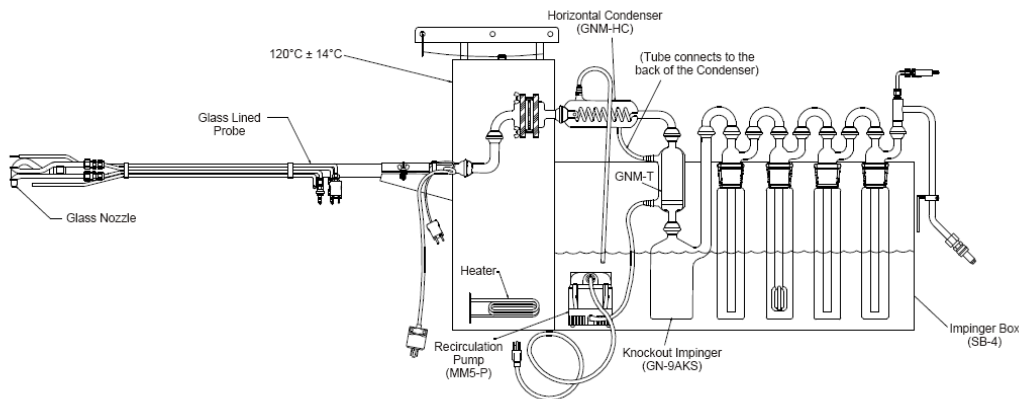 Horizontal Condenser
(GNM-HC)
120°C ± 14°C
(Tube connects to the
back of the Condenser)
Glass Lined
Probe
GNM-T
Glass Nozzle
Heater
Recirculation
Pump
(MM5-P)
Knockout Impinger
(GN-9AKS)
Impinger Box
(SB-4)